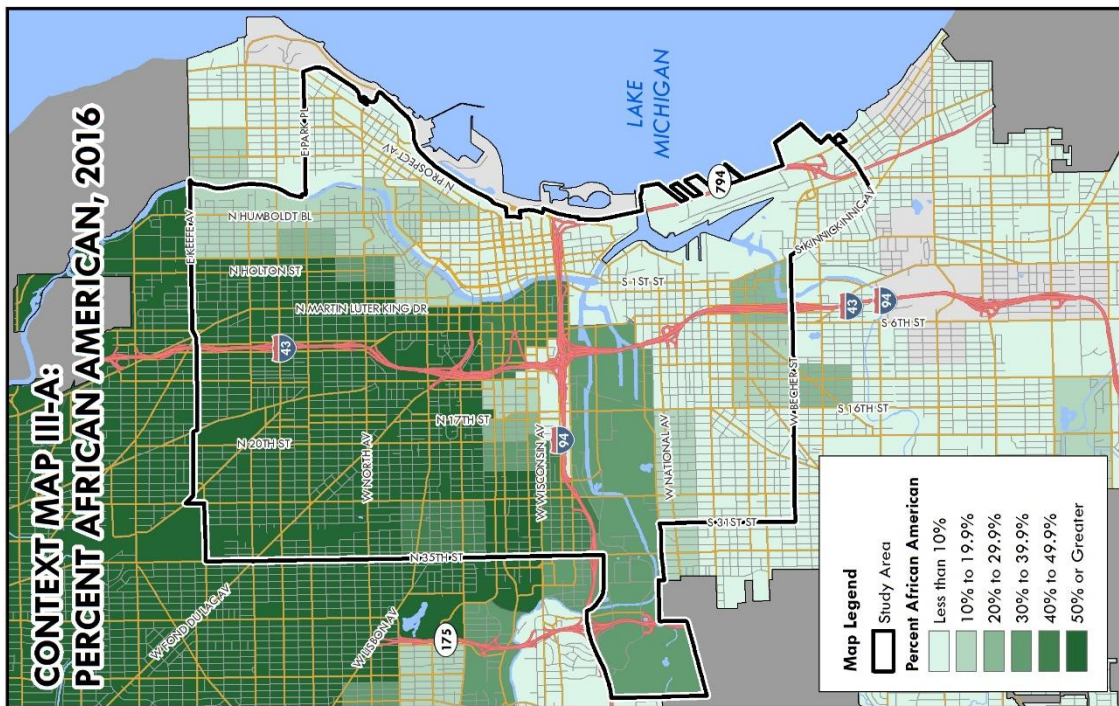 CONTEXT MAP III-A:
PERCENT AFRICAN AMERICAN, 2016
LAKE
MICHIGAN
E PARK PL
N PROSPECT AV
E KEEFE AV
N HUMBOLDT BL
N HOLTON ST
N MARTIN LUTER KING DR
43
N 20TH ST
N 17TH ST
W NORTH AV
W WISCONSIN AV
94
W FOND DU LAC AV
N 35TH ST
W LISBON AV
175
794
S KINNICKINNIC AV
S 1ST ST
43
94
S 6TH ST
W NATIONAL AV
W BECHER ST
S 16TH ST
S 31ST ST
Map Legend
Study Area
Percent African American
Less than 10%
10% to 19.9%
20% to 29.9%
30% to 39.9%
40% to 49.9%
50% or Greater